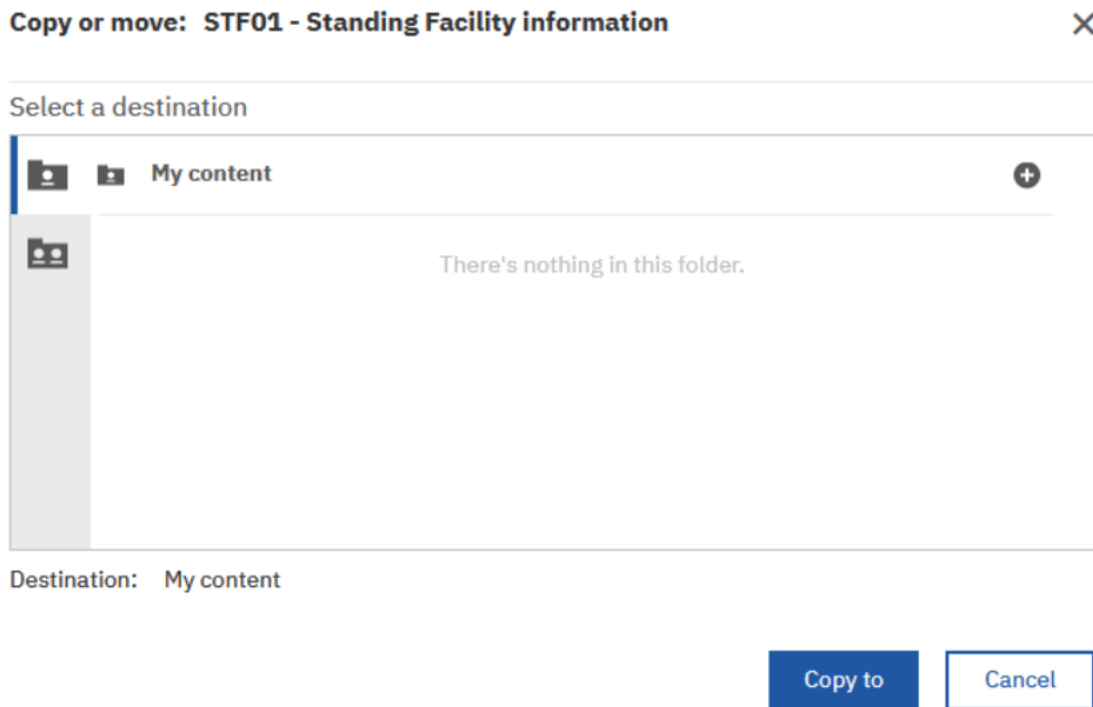 Copy or move: STF01 - Standing Facility information
Select a destination
My content
There's nothing in this folder.
Destination: My content
Copy to
Cancel